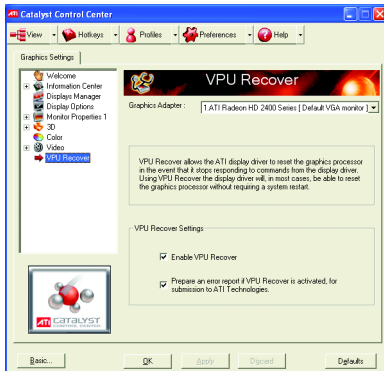 ATI Catalyst Control Center
View Hotkeys Profiles Preferences Help
Graphics Settings
Welcome
Information Center
Displays Manager
Display Options
Monitor Properties 1
3D
Color
Video
VPU Recover
VPU Recover
Graphics Adapter :
1.ATI Radeon HD 2400 Series [ Default VGA monitor ]
VPU Recover allows the ATI display driver to reset the graphics processor
in the event that it stops responding to commands from the display driver.
Using VPU Recover the display driver will, in most cases, be able to reset
the graphics processor without requiring a system restart.
VPU Recover Settings
Enable VPU Recover
Prepare an error report if VPU Recover is activated, for
submission to ATI Technologies.
ATI CATALYST
CONTROL CENTER
Basic...
OK Apply Discard Defaults